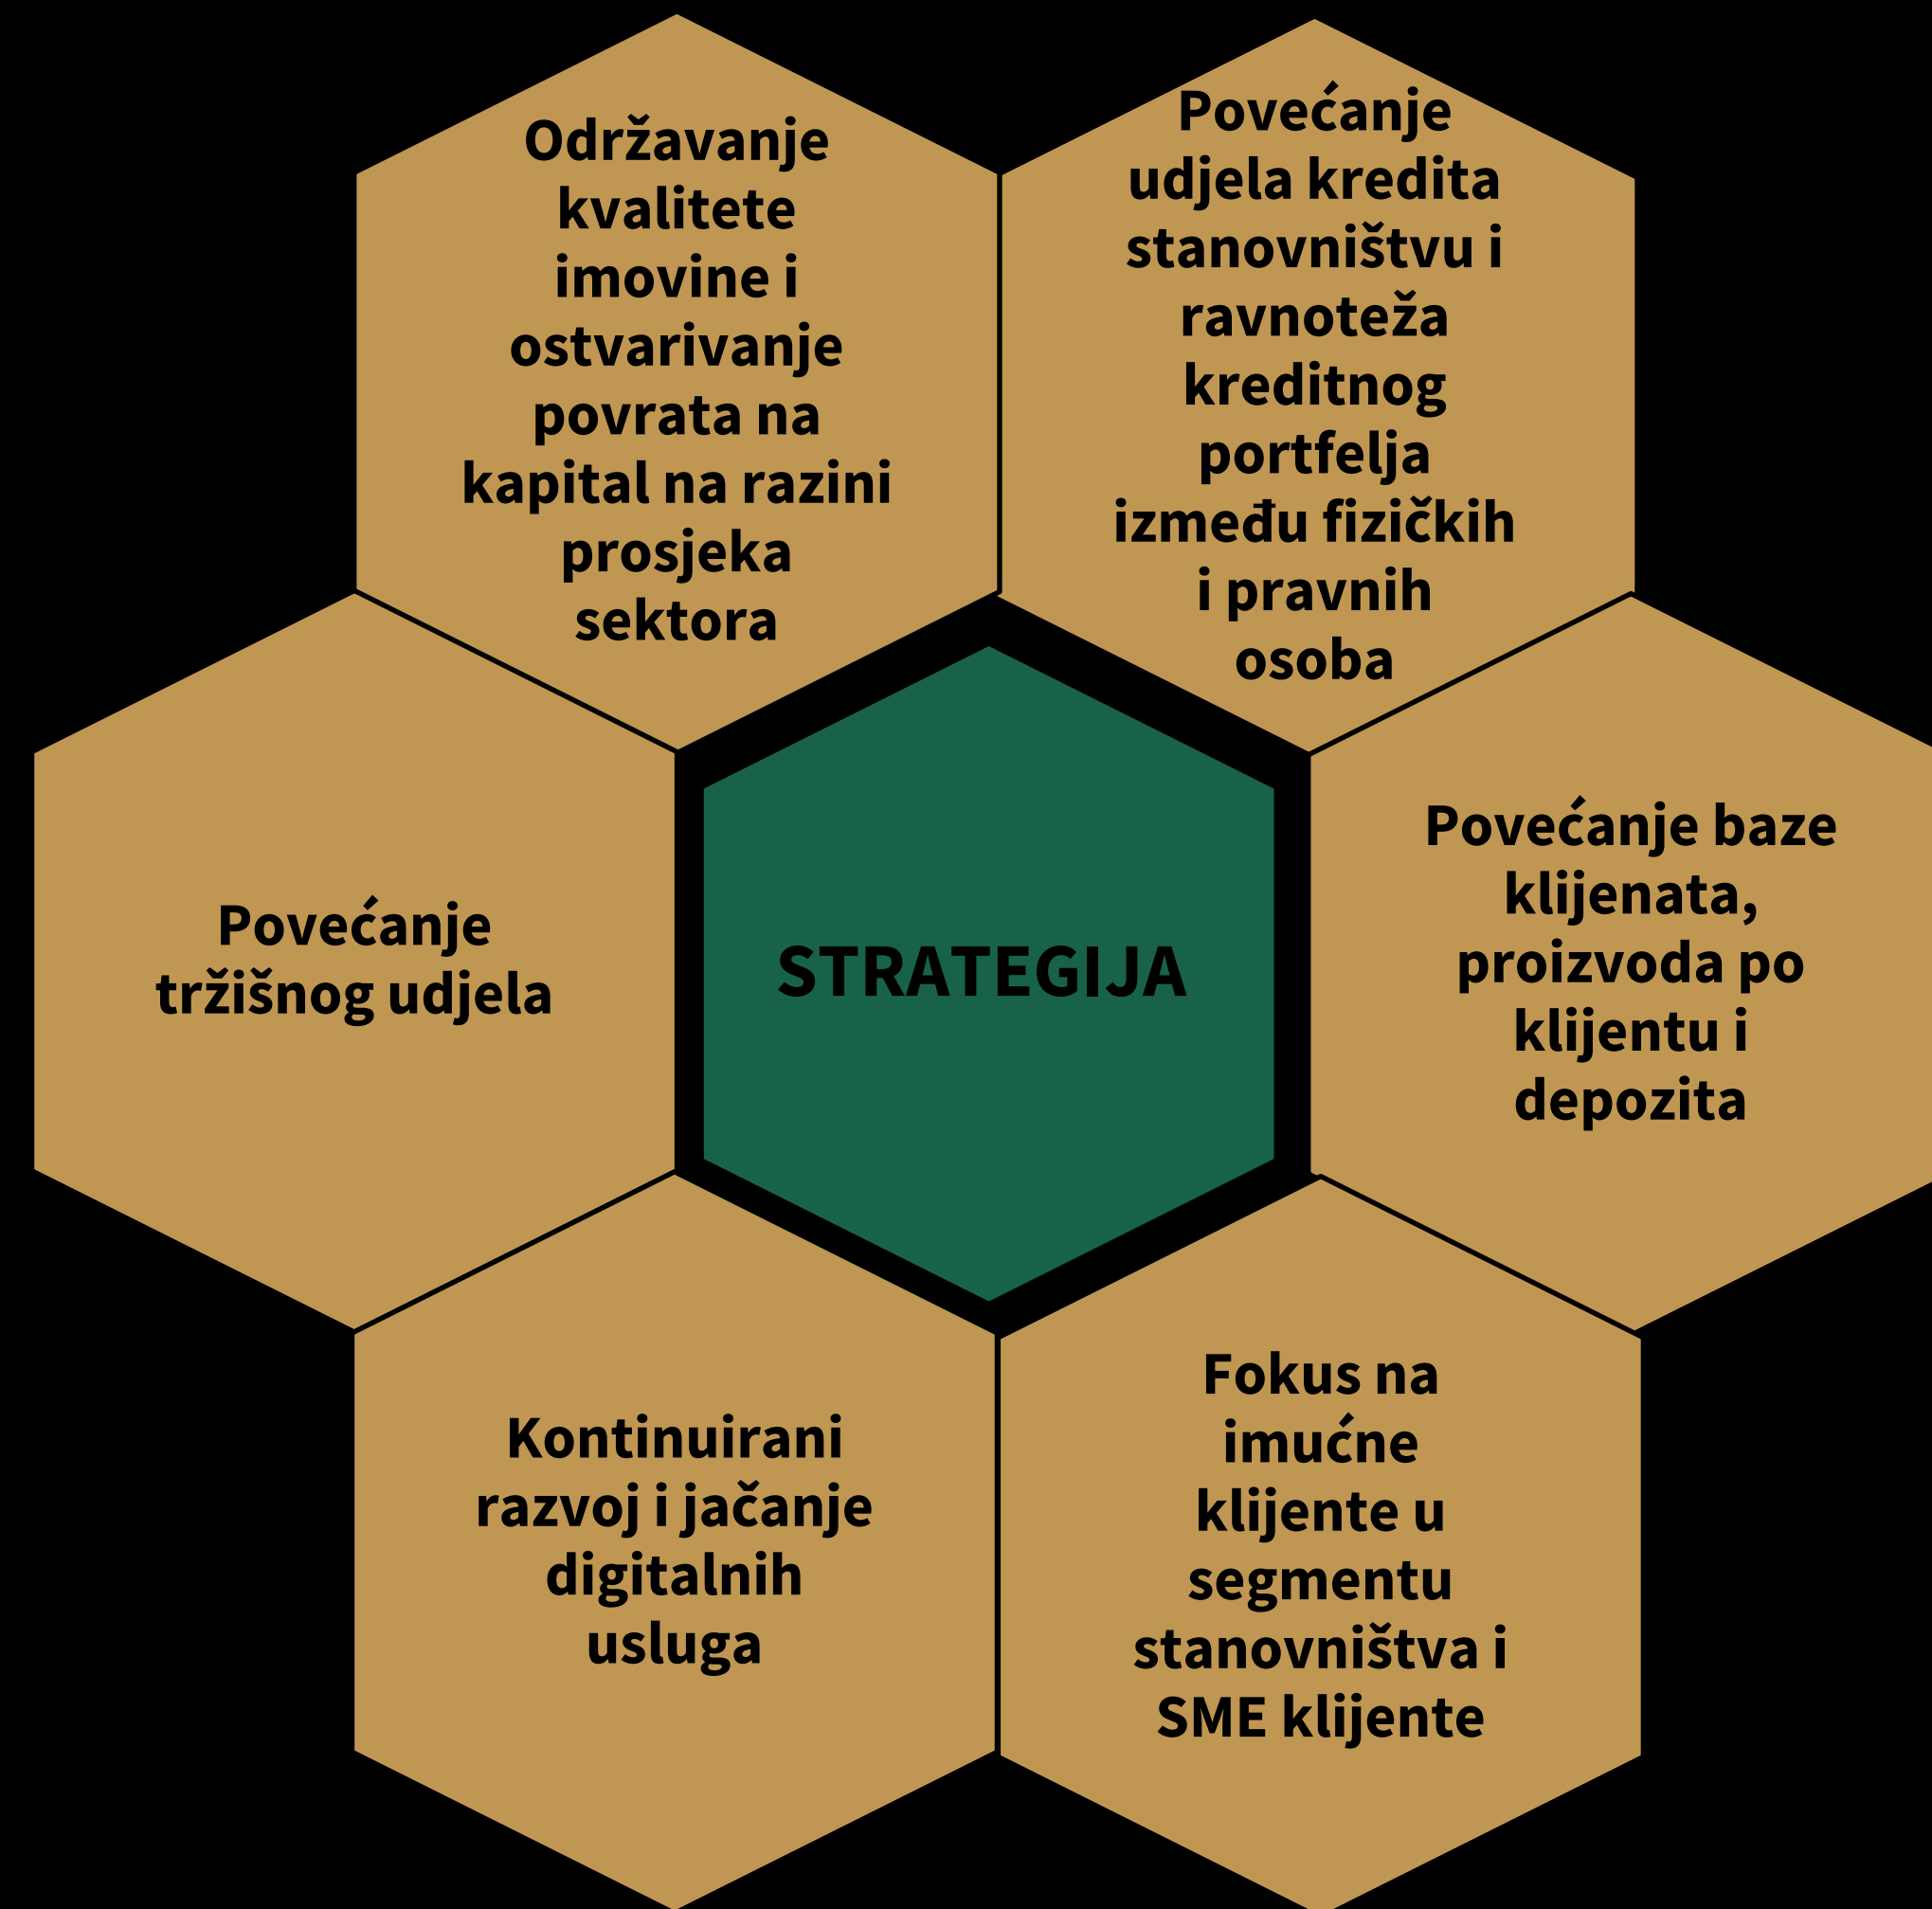 Održavanje
kvalitete
imovine i
ostvarivanje
povrata na
kapital na razini
prosjeka
sektora
Povećanje
udjela kredita
stanovništvu i
ravnoteža
kreditnog
portfelja
između fizičkih
i pravnih
osoba
Povećanje
tržišnog udjela
STRATEGIJA
Povećanje baze
klijenata,
proizvoda po
klijentu i
depozita
Kontinuirani
razvoj i jačanje
digitalnih
usluga
Fokus na
imućne
klijente u
segmentu
stanovništva i
SME klijente